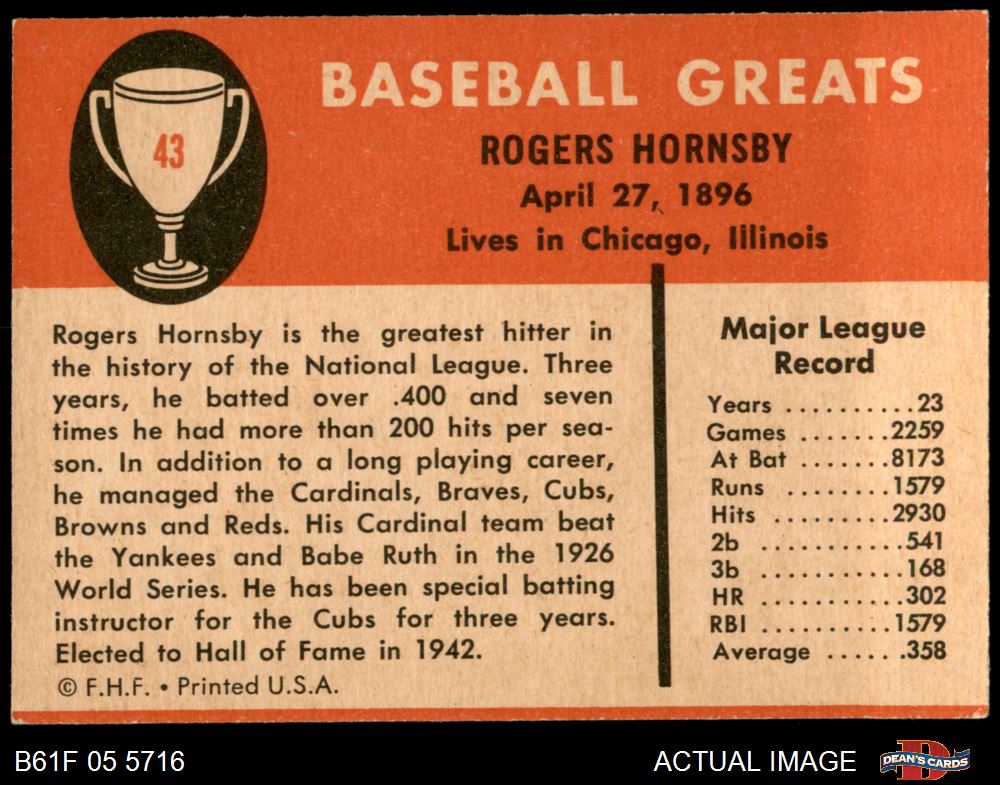 43
BASEBALL GREATS
ROGERS HORNSBY
April 27, 1896
Lives in Chicago, Illinois
Rogers Hornsby is the greatest hitter in
the history of the National League. Three
years, he batted over .400 and seven
times he had more than 200 hits per sea-
son. In addition to a long playing career,
he managed the Cardinals, Braves, Cubs,
Browns and Reds. His Cardinal team beat
the Yankees and Babe Ruth in the 1926
World Series. He has been special batting
instructor for the Cubs for three years.
Elected to Hall of Fame in 1942.
© F.H.F. • Printed U.S.A.
Major League
Record
Years ..........23
Games .......2259
At Bat .......8173
Runs ........1579
Hits .........2930
2b ...........541
3b ...........168
HR ...........302
RBI ..........1579
Average ......358
B61F 05 5716
ACTUAL IMAGE
D
DEAN'S CARDS